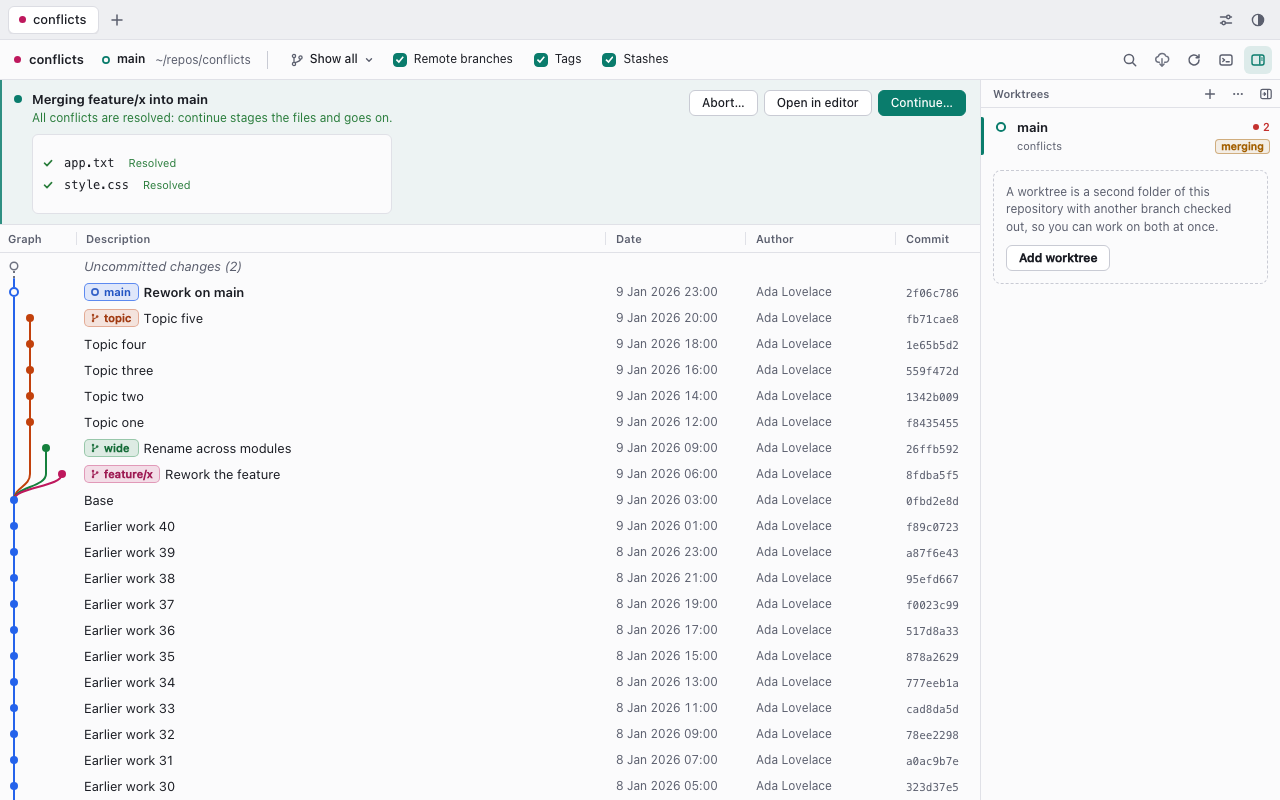 conflicts
conflicts main ~/repos/conflicts Show all Remote branches Tags Stashes
Merging feature/x into main
All conflicts are resolved: continue stages the files and goes on.
Abort... Open in editor Continue...
app.txt Resolved
style.css Resolved
Graph Description Date Author Commit
Uncommitted changes (2)
main Rework on main 9 Jan 2026 23:00 Ada Lovelace 2f06c786
topic Topic five 9 Jan 2026 20:00 Ada Lovelace fb71cae8
Topic four 9 Jan 2026 18:00 Ada Lovelace 1e65b5d2
Topic three 9 Jan 2026 16:00 Ada Lovelace 559f472d
Topic two 9 Jan 2026 14:00 Ada Lovelace 1342b009
Topic one 9 Jan 2026 12:00 Ada Lovelace f8435455
wide Rename across modules 9 Jan 2026 09:00 Ada Lovelace 26ffb592
feature/x Rework the feature 9 Jan 2026 06:00 Ada Lovelace 8fdba5f5
Base 9 Jan 2026 03:00 Ada Lovelace 0fbd2e8d
Earlier work 40 9 Jan 2026 01:00 Ada Lovelace f89c0723
Earlier work 39 8 Jan 2026 23:00 Ada Lovelace a87f6e43
Earlier work 38 8 Jan 2026 21:00 Ada Lovelace 95efd667
Earlier work 37 8 Jan 2026 19:00 Ada Lovelace f0023c99
Earlier work 36 8 Jan 2026 17:00 Ada Lovelace 517d8a33
Earlier work 35 8 Jan 2026 15:00 Ada Lovelace 878a2629
Earlier work 34 8 Jan 2026 13:00 Ada Lovelace 777eeb1a
Earlier work 33 8 Jan 2026 11:00 Ada Lovelace cad8da5d
Earlier work 32 8 Jan 2026 09:00 Ada Lovelace 78ee2298
Earlier work 31 8 Jan 2026 07:00 Ada Lovelace a0ac9b7e
Earlier work 30 8 Jan 2026 05:00 Ada Lovelace 323d37e5
Worktrees
main 2
conflicts merging
A worktree is a second folder of this
repository with another branch checked
out, so you can work on both at once.
Add worktree